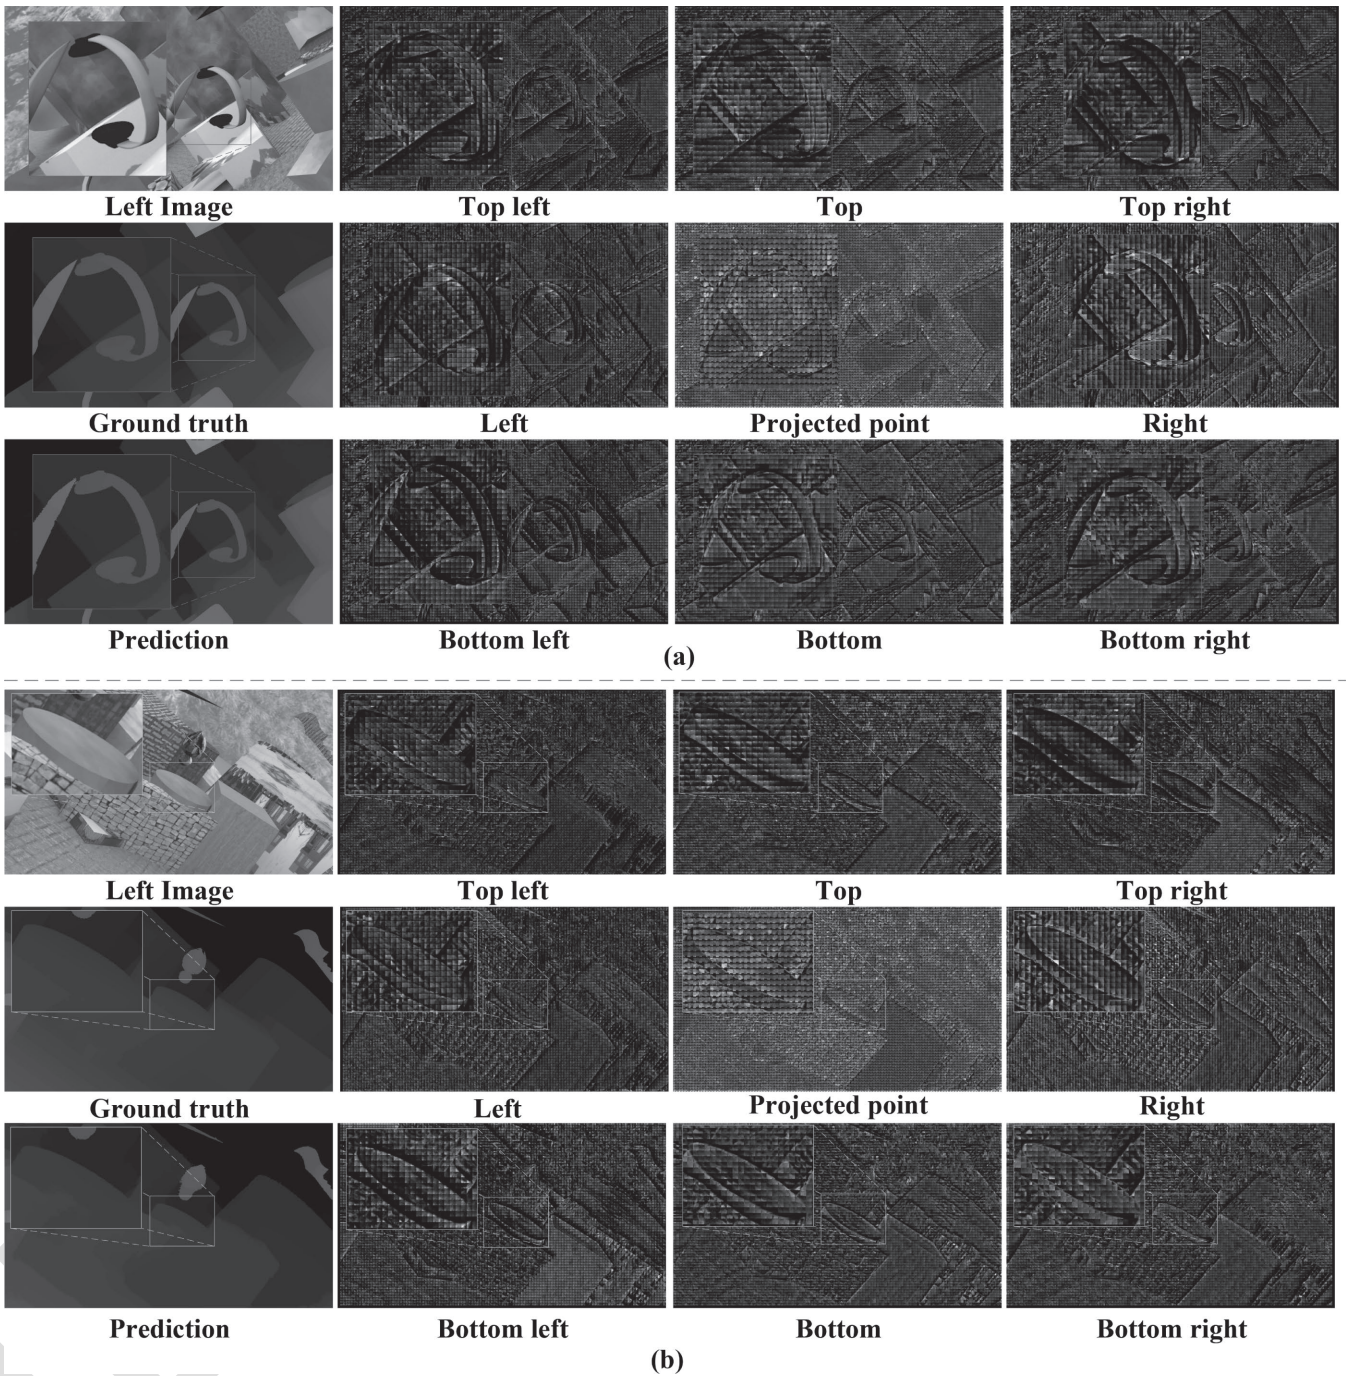 Left Image Top left Top Top right
Ground truth Left Projected point Right
Prediction Bottom left Bottom Bottom right
(a)
Left Image Top left Top Top right
Ground truth Left Projected point Right
Prediction Bottom left Bottom Bottom right
(b)